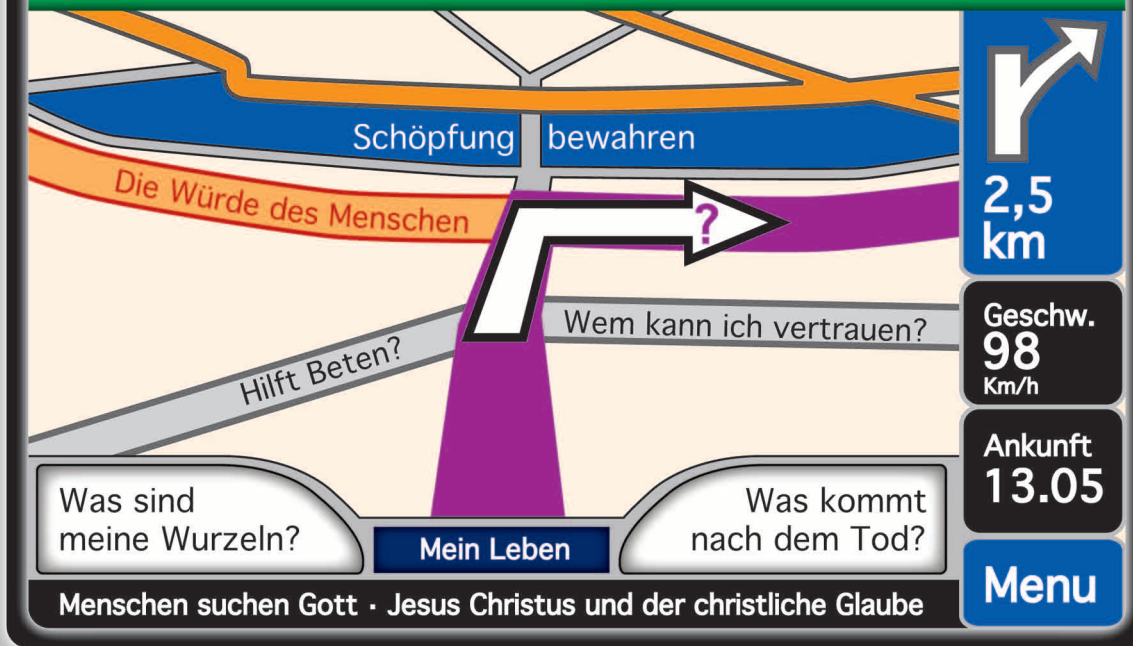 Schöpfung bewahren
Die Würde des Menschen
?
Wem kann ich vertrauen?
Hilft Beten?
Was sind
meine Wurzeln?
Mein Leben
Was kommt
nach dem Tod?
Menschen suchen Gott · Jesus Christus und der christliche Glaube
2,5
km
Geschw.
98
Km/h
Ankunft
13.05
Menu